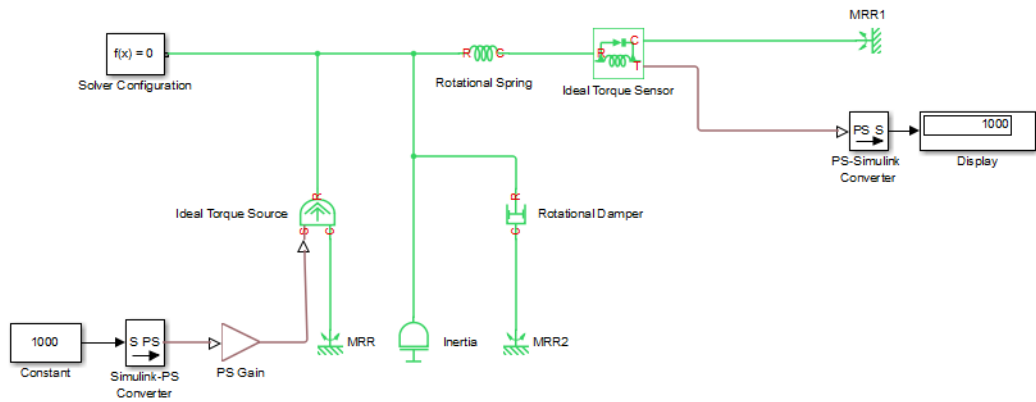 MRR1
f(x) = 0
R
C
R
C
T
Solver Configuration
Rotational Spring
Ideal Torque Sensor
PS S
1000
PS-Simulink
Converter
Display
R
Ideal Torque Source
S
C
R
Rotational Damper
C
1000
S PS
MRR
Inertia
MRR2
Constant
Simulink-PS
Converter
PS Gain